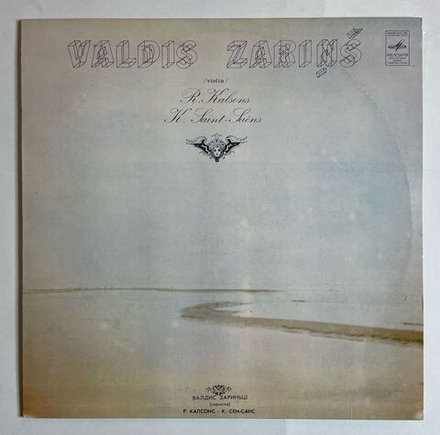 VALDIS ZARIŅŠ
/violin/
R. Kalsons
K. Saint-Saëns
ВАЛДИС ЗАРИНЬШ
(скрипка)
Р. КАЛСОНС - К. СЕН-САНС